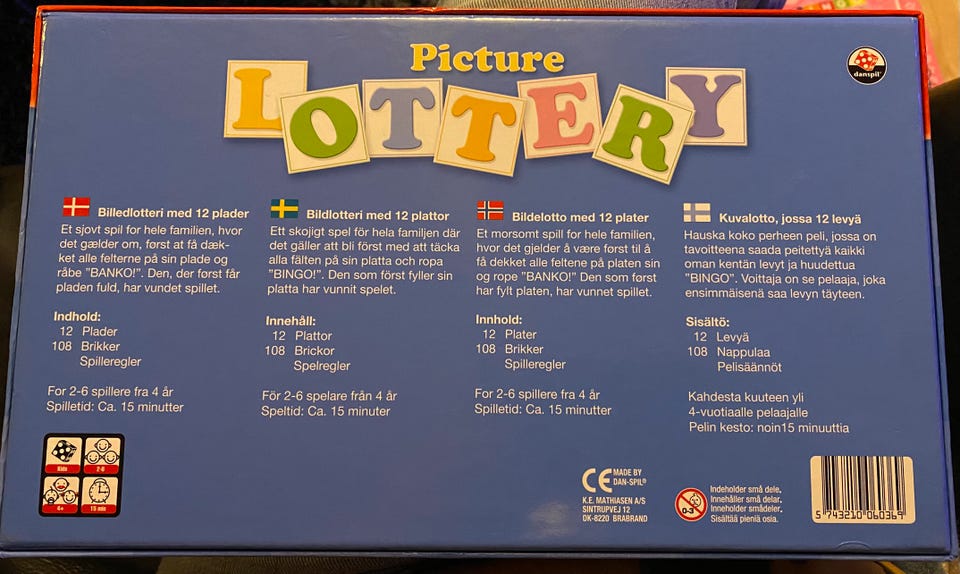 Picture
LOTTERY
danspil
Billedlotteri med 12 plader
Et sjovt spil for hele familien, hvor
det gælder om, først at få dæk-
ket alle felterne på sin plade og
råbe "BANKO!". Den, der først får
pladen fuld, har vundet spillet.
Indhold:
12 Plader
108 Brikker
Spilleregler
For 2-6 spillere fra 4 år
Spilletid: Ca. 15 minutter
Bildlotteri med 12 plattor
Ett skojigt spel för hela familjen där
det gäller att bli först med att täcka
alla fälten på sin platta och ropa
"BINGO!". Den som först fyller sin
platta har vunnit spelet.
Innehåll:
12 Plattor
108 Brickor
Spelregler
För 2-6 spelare från 4 år
Speltid: Ca. 15 minuter
Bildelotto med 12 plater
Et morsomt spill for hele familien,
hvor det gjelder å være først til å
få dekket alle feltene på platen sin
og rope "BANKO!" Den som først
har fylt platen, har vunnet spillet.
Innhold:
12 Plater
108 Brikker
Spilleregler
For 2-6 spillere fra 4 år
Spilletid: Ca. 15 minutter
Kuvalotto, jossa 12 levyä
Hauska koko perheen peli, jossa on
tavoitteena saada peitettyä kaikki
oman kentän levyt ja huudettua
"BINGO". Voittaja on se pelaaja, joka
ensimmäisenä saa levyn täyteen.
Sisältö:
12 Levyä
108 Nappulaa
Pelisäännöt
Kahdesta kuuteen yli
4-vuotiaalle pelaajalle
Pelin kesto: noin15 minuuttia
Kids
2-6
4+
15 min
CE
MADE BY
DAN-SPIL®
K.E. MATHIASEN A/S
SINTRUPVEJ 12
DK-8220 BRABRAND
0-3
Indeholder små dele.
Innehåller små delar.
Inneholder smådeler.
Sisältää pieniä osia.
5 743210 060369